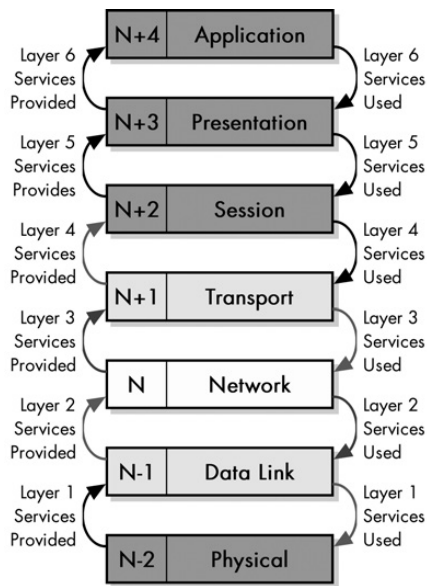 N+4 Application
Layer 6
Services
Provided
Layer 6
Services
Used
N+3 Presentation
Layer 5
Services
Provides
Layer 5
Services
Used
N+2 Session
Layer 4
Services
Provided
Layer 4
Services
Used
N+1 Transport
Layer 3
Services
Provided
Layer 3
Services
Used
N Network
Layer 2
Services
Provided
Layer 2
Services
Used
N-1 Data Link
Layer 1
Services
Provided
Layer 1
Services
Used
N-2 Physical